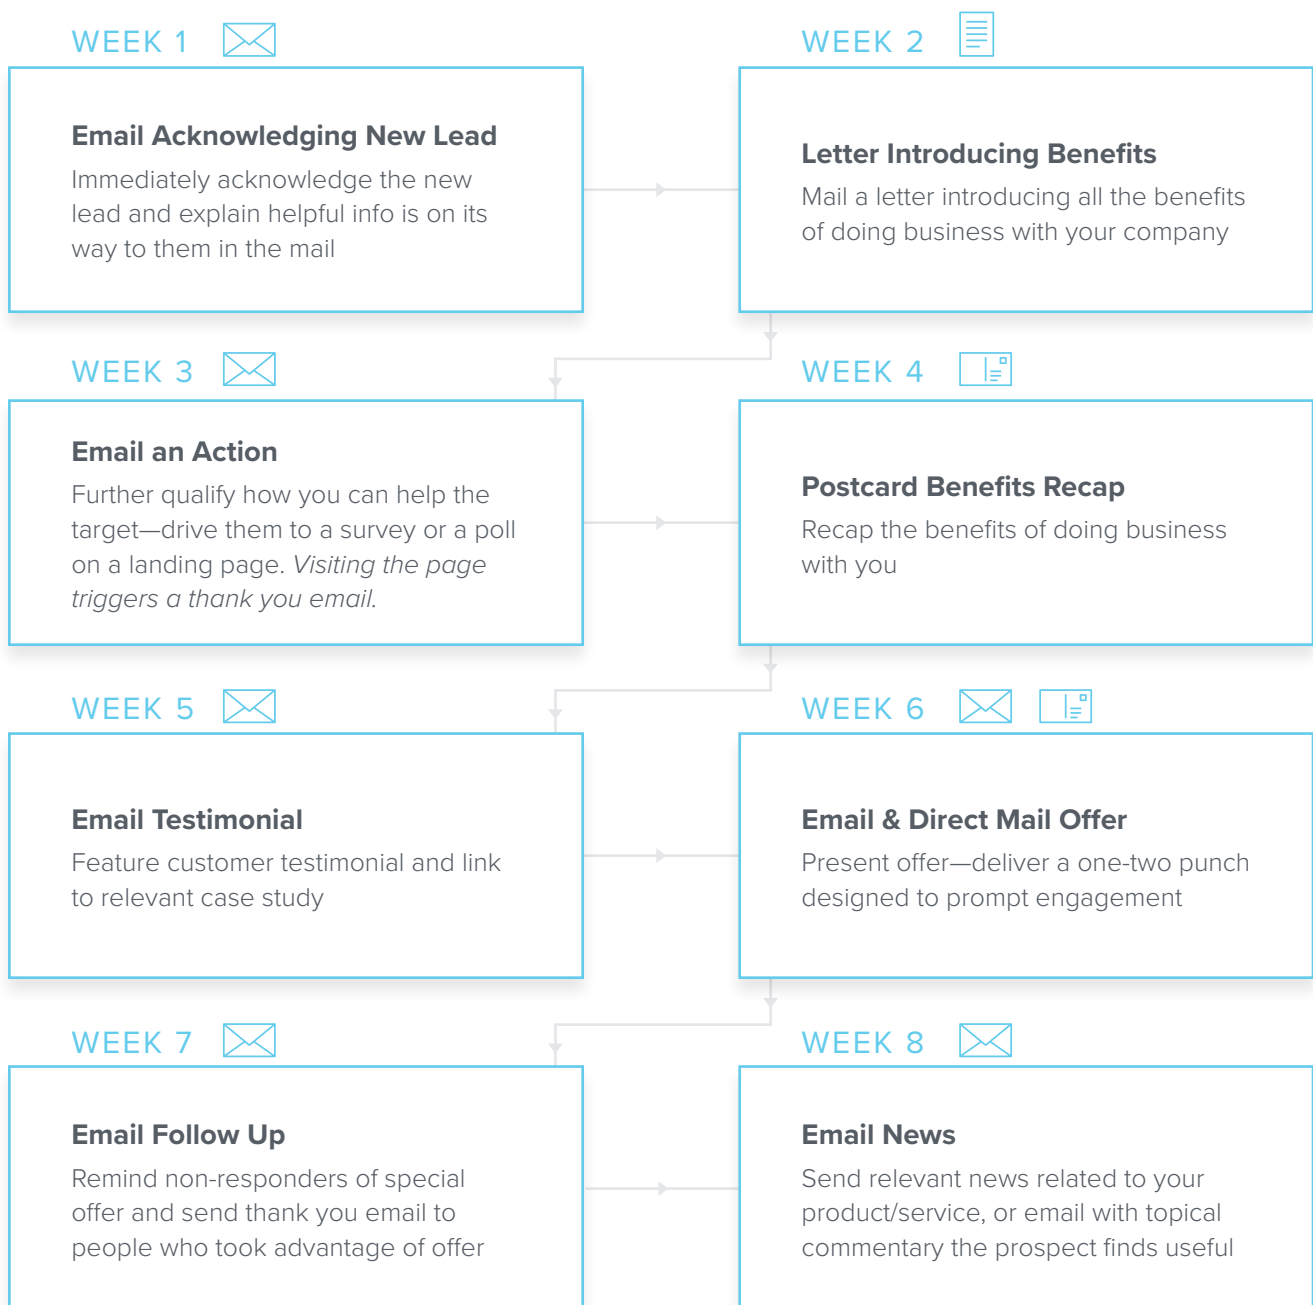 WEEK 1
Email Acknowledging New Lead
Immediately acknowledge the new
lead and explain helpful info is on its
way to them in the mail
WEEK 2
Letter Introducing Benefits
Mail a letter introducing all the benefits
of doing business with your company
WEEK 3
Email an Action
Further qualify how you can help the
target—drive them to a survey or a poll
on a landing page. Visiting the page
triggers a thank you email.
WEEK 4
Postcard Benefits Recap
Recap the benefits of doing business
with you
WEEK 5
Email Testimonial
Feature customer testimonial and link
to relevant case study
WEEK 6
Email & Direct Mail Offer
Present offer—deliver a one-two punch
designed to prompt engagement
WEEK 7
Email Follow Up
Remind non-responders of special
offer and send thank you email to
people who took advantage of offer
WEEK 8
Email News
Send relevant news related to your
product/service, or email with topical
commentary the prospect finds useful